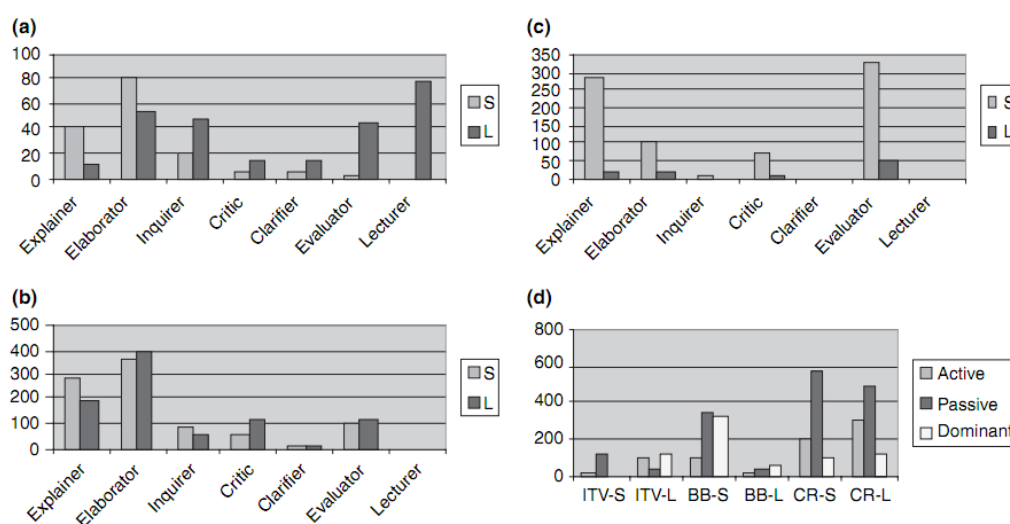 (a)
100
80
60
40
20
0
Explainer
Elaborator
Inquirer
Critic
Clarifier
Evaluator
Lecturer
S
L
(b)
500
400
300
200
100
0
Explainer
Elaborator
Inquirer
Critic
Clarifier
Evaluator
Lecturer
S
L
(c)
350
300
250
200
150
100
50
0
Explainer
Elaborator
Inquirer
Critic
Clarifier
Evaluator
Lecturer
S
L
(d)
800
600
400
200
0
ITV-S ITV-L BB-S BB-L CR-S CR-L
Active
Passive
Dominant